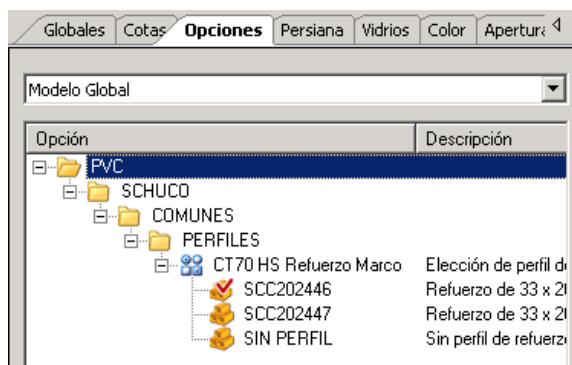 Globales Cotas Opciones Persiana Vidrios Color Apertura
Modelo Global
Opción Descripción
PVC
SCHUCO
COMUNES
PERFILES
CT70 HS Refuerzo Marco Elección de perfil d
SCC202446 Refuerzo de 33 x 2
SCC202447 Refuerzo de 33 x 2
SIN PERFIL Sin perfil de refuerz